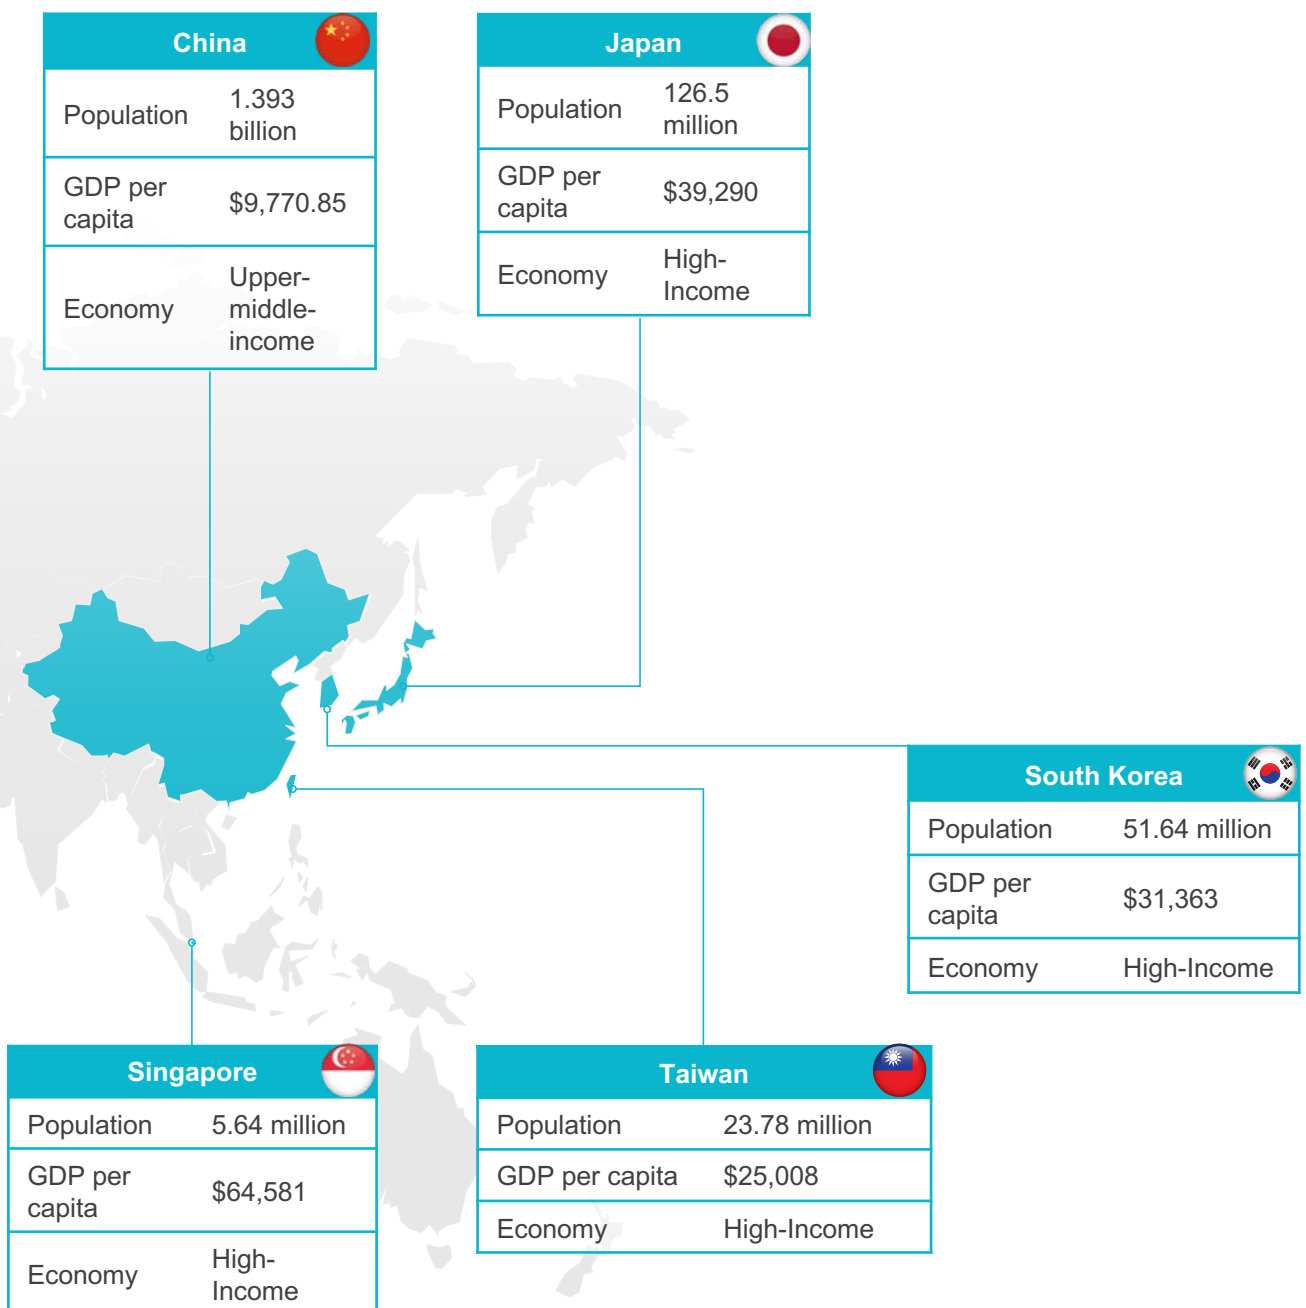 China
Population
1.393
billion
GDP per
capita
$9,770.85
Economy
Upper-
middle-
income
Japan
Population
126.5
million
GDP per
capita
$39,290
Economy
High-
Income
South Korea
Population
51.64 million
GDP per
capita
$31,363
Economy
High-Income
Singapore
Population
5.64 million
GDP per
capita
$64,581
Economy
High-
Income
Taiwan
Population
23.78 million
GDP per capita
$25,008
Economy
High-Income